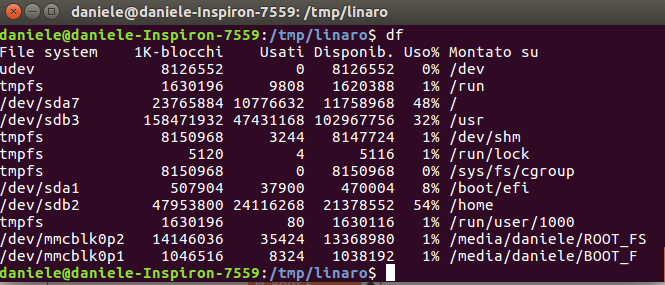 daniele@daniele-Inspiron-7559: /tmp/linaro
daniele@daniele-Inspiron-7559:/tmp/linaro$ df
File system 1K-blocchi Usati Disponib. Uso% Montato su
udev 8126552 0 8126552 0% /dev
tmpfs 1630196 9808 1620388 1% /run
/dev/sda7 23765884 10776632 11758968 48% /
/dev/sdb3 158471932 47431168 102967756 32% /usr
tmpfs 8150968 3244 8147724 1% /dev/shm
tmpfs 5120 4 5116 1% /run/lock
tmpfs 8150968 0 8150968 0% /sys/fs/cgroup
/dev/sda1 507904 37900 470004 8% /boot/efi
/dev/sdb2 47953800 24116268 21378552 54% /home
tmpfs 1630196 80 1630116 1% /run/user/1000
/dev/mmcblk0p2 14146036 35424 13368980 1% /media/daniele/ROOT_FS
/dev/mmcblk0p1 1046516 8324 1038192 1% /media/daniele/BOOT_F
daniele@daniele-Inspiron-7559:/tmp/linaro$